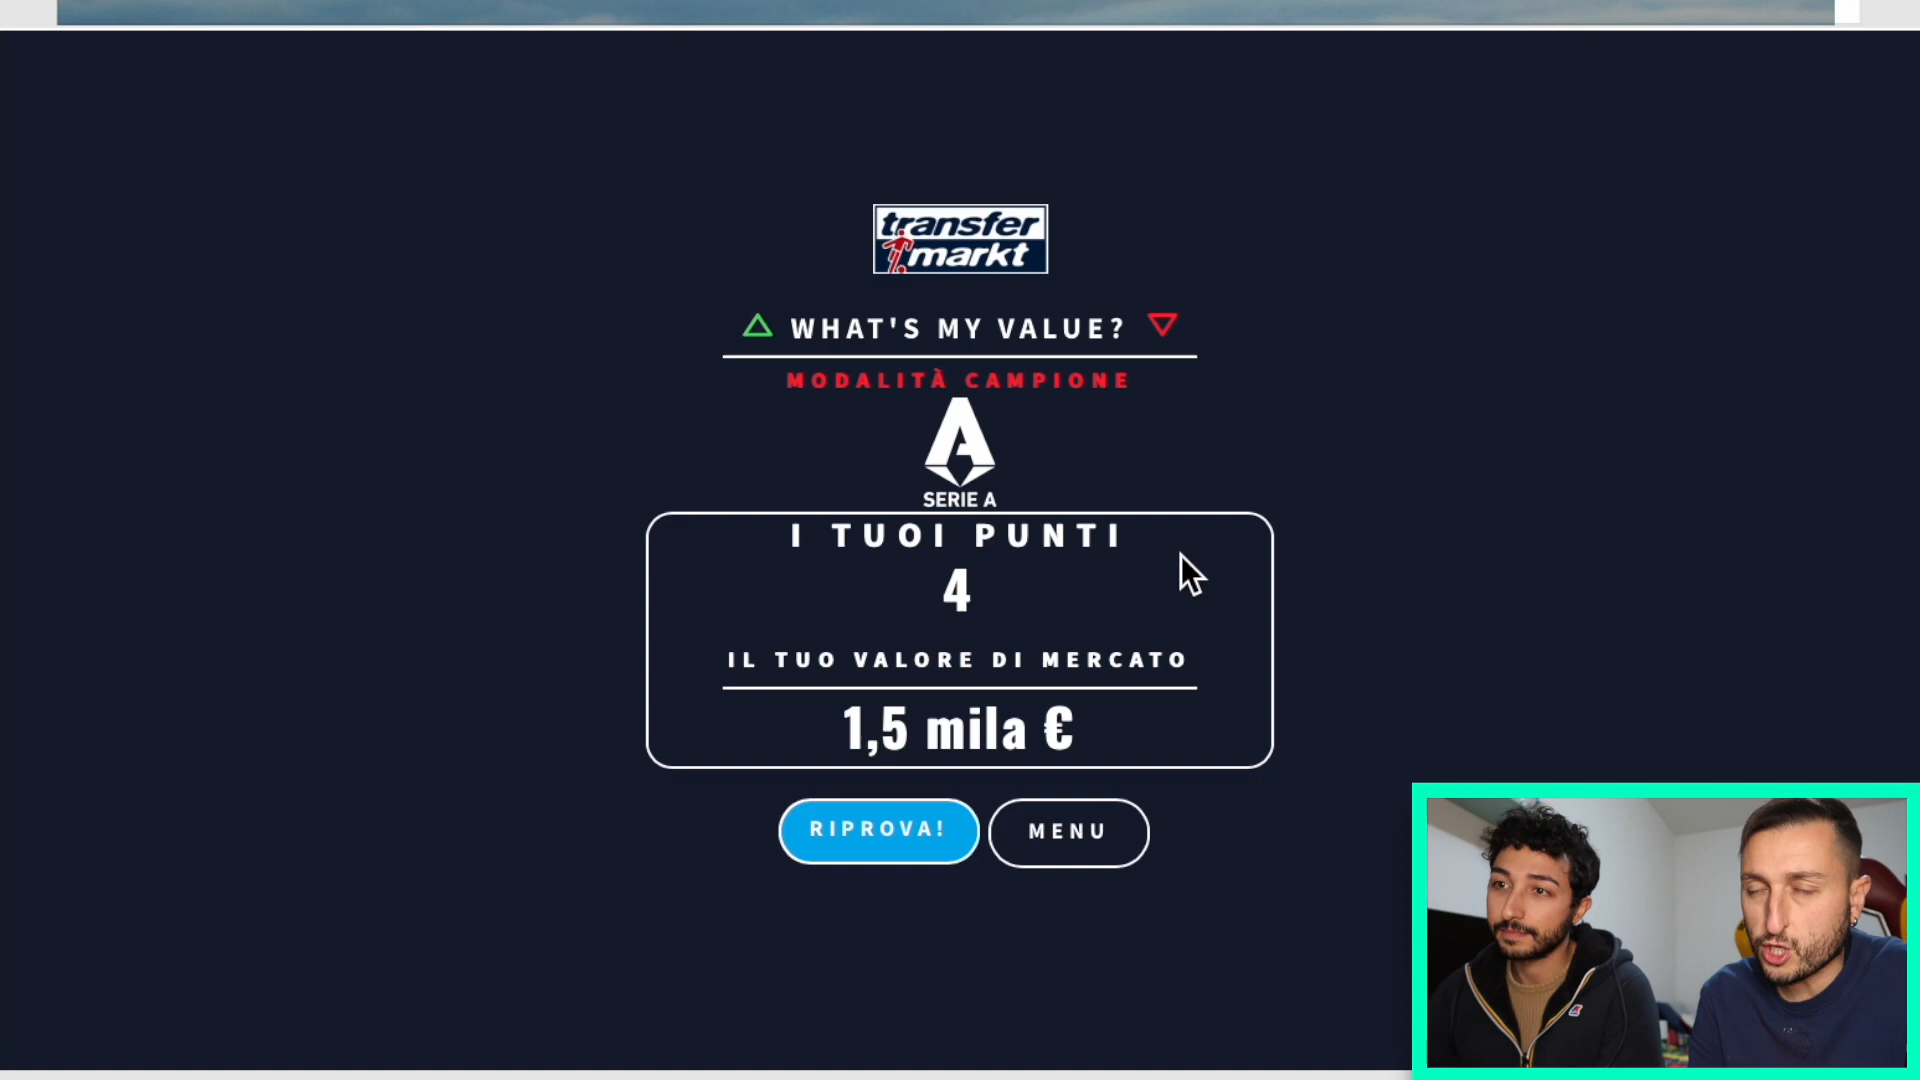 transfer
markt
WHAT'S MY VALUE?
MODALITÀ CAMPIONE
SERIE A
I TUOI PUNTI
4
IL TUO VALORE DI MERCATO
1,5 mila €
RIPROVA!
MENU